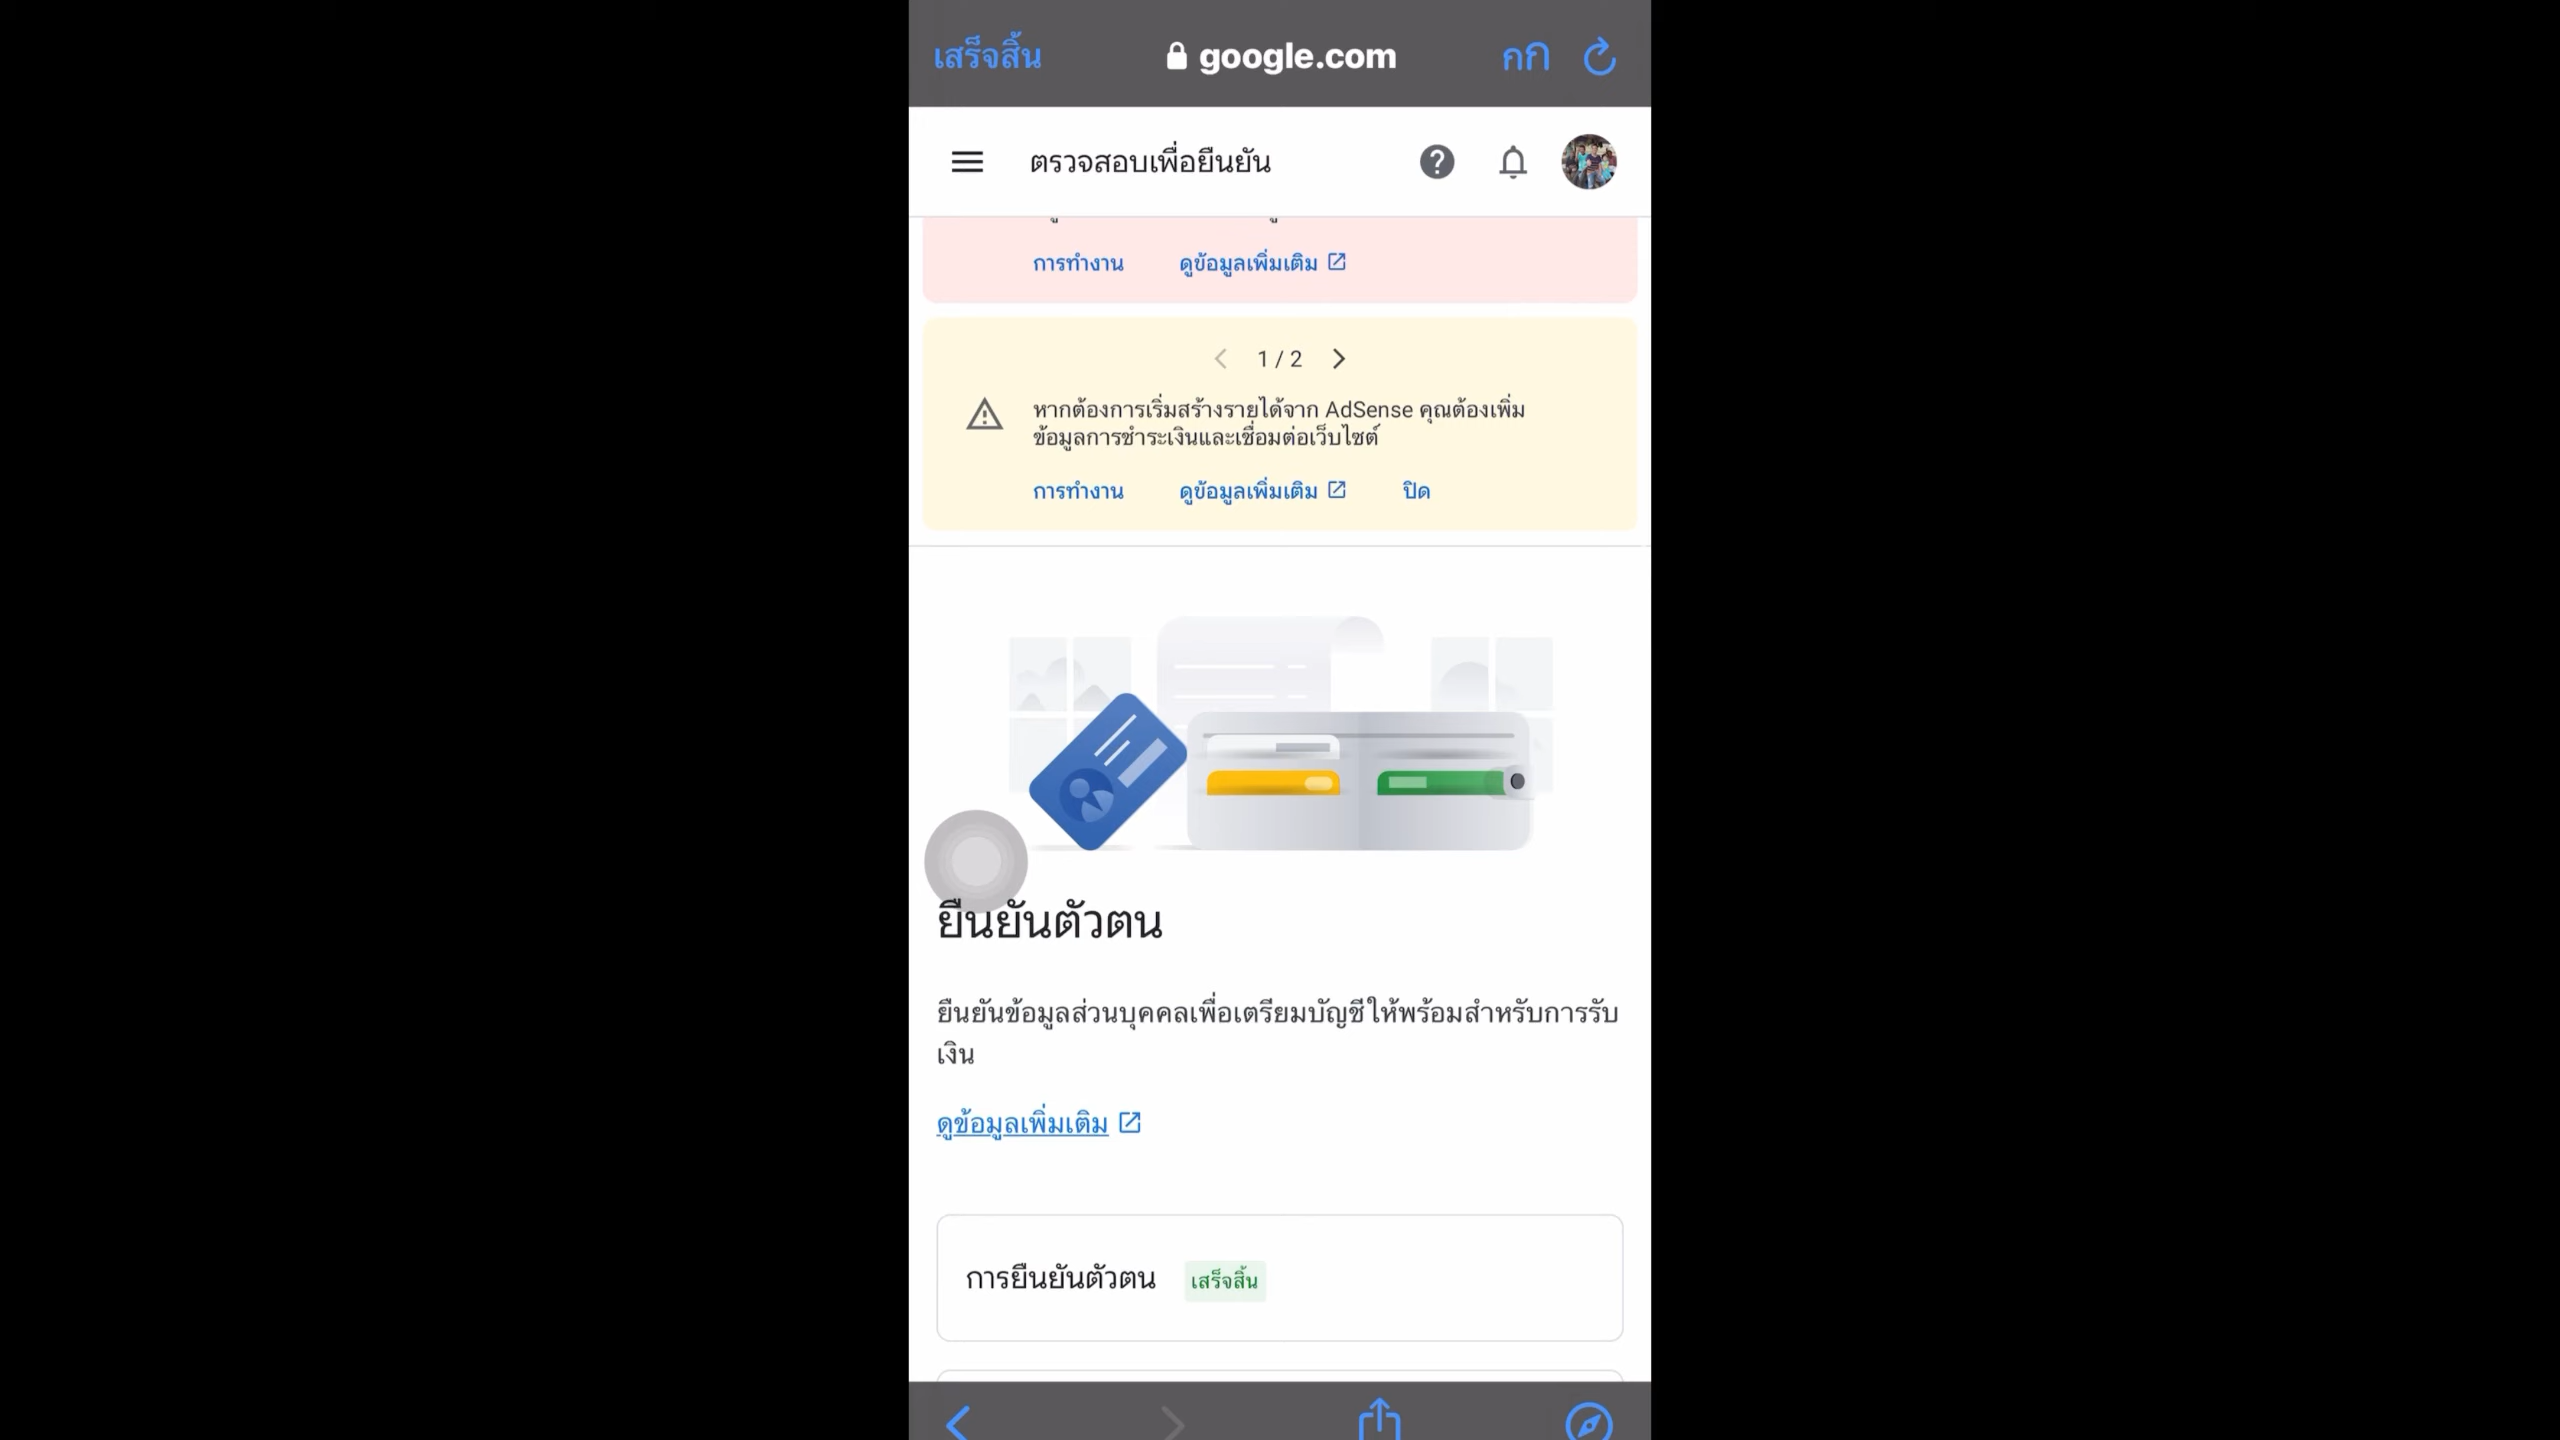 เสร็จสิ้น google.com กก
ตรวจสอบเพื่อยืนยัน
การทำงาน ดูข้อมูลเพิ่มเติม
1 / 2
หากต้องการเริ่มสร้างรายได้จาก AdSense คุณต้องเพิ่ม
ข้อมูลการชำระเงินและเชื่อมต่อเว็บไซต์
การทำงาน ดูข้อมูลเพิ่มเติม ปิด
ยืนยันตัวตน
ยืนยันข้อมูลส่วนบุคคลเพื่อเตรียมบัญชีให้พร้อมสำหรับการรับ
เงิน
ดูข้อมูลเพิ่มเติม
การยืนยันตัวตน เสร็จสิ้น